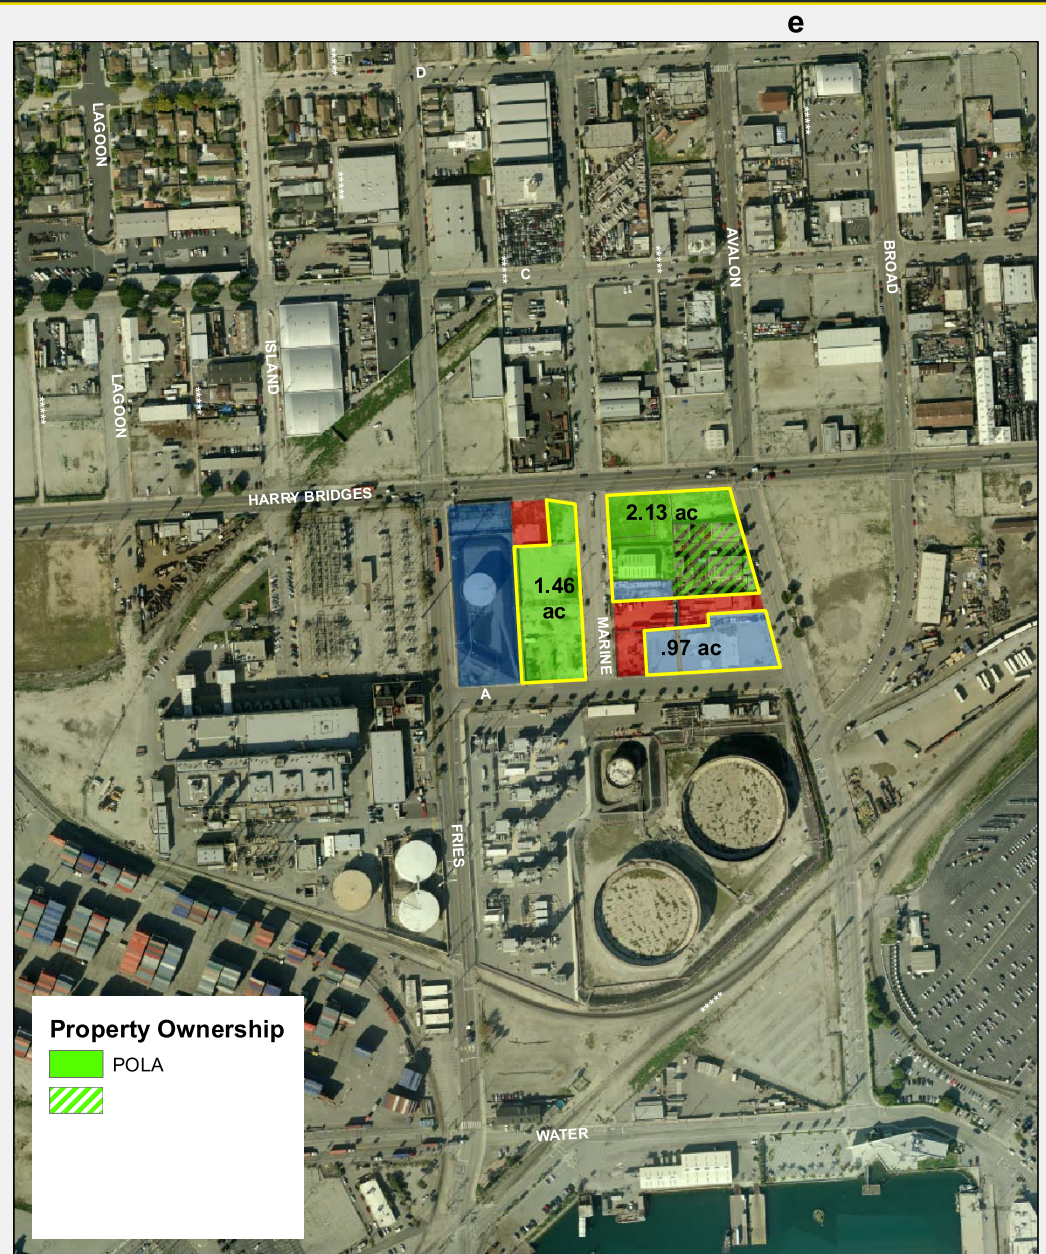 e
D
LAGOON
*****
*****
*****
C
*****
*****
AVALON
BROAD
ISLAND
LAGOON
*****
*****
HARRY BRIDGES
2.13 ac
1.46
ac
MARINE
.97 ac
A
FRIES
*****
Property Ownership
POLA
WATER